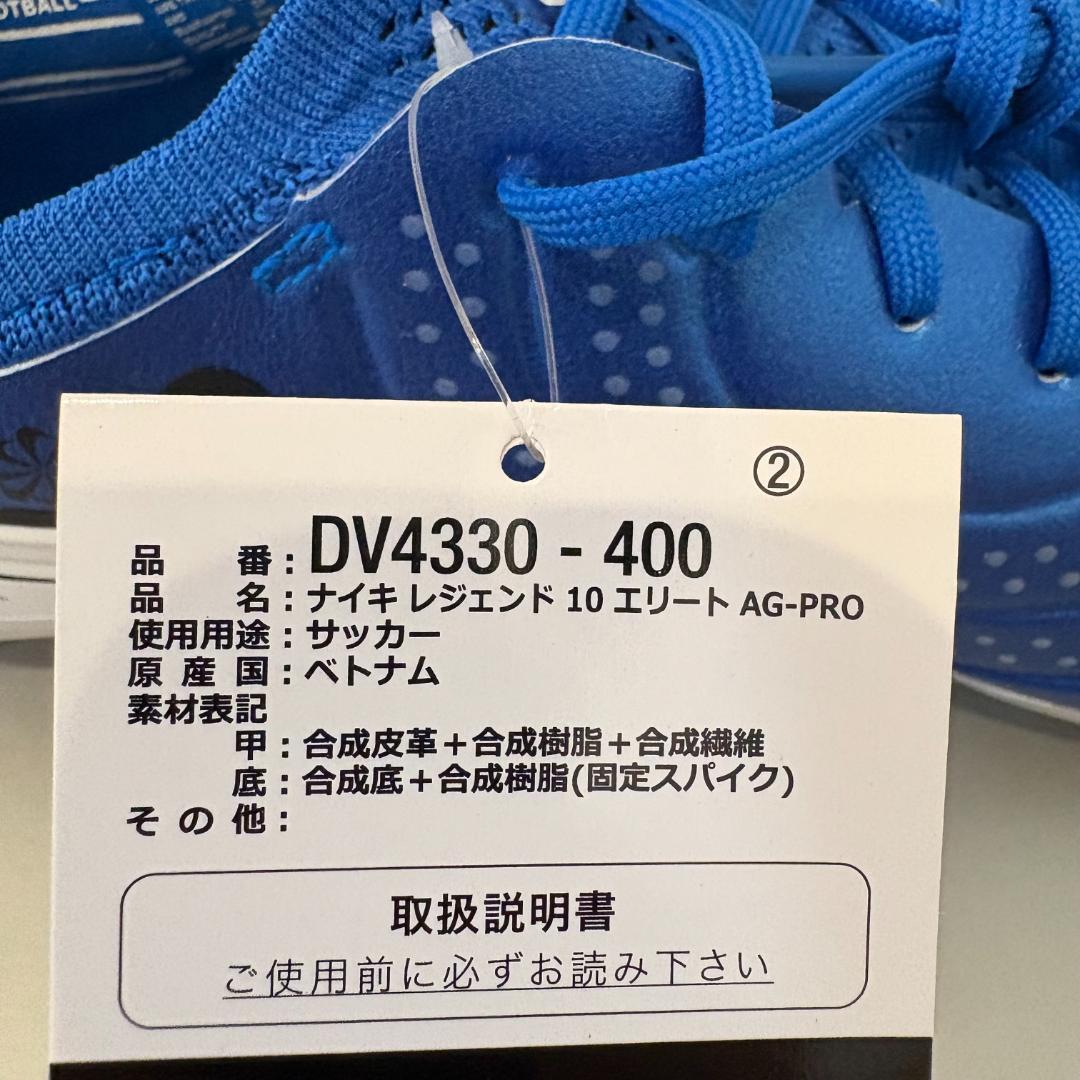 OTBALL
②
品　　番：DV4330 - 400
品　　名：ナイキ レジェンド 10 エリート AG-PRO
使用用途：サッカー
原 産 国：ベトナム
素材表記
甲：合成皮革＋合成樹脂＋合成繊維
底：合成底＋合成樹脂(固定スパイク)
そ の 他：
取扱説明書
ご使用前に必ずお読み下さい